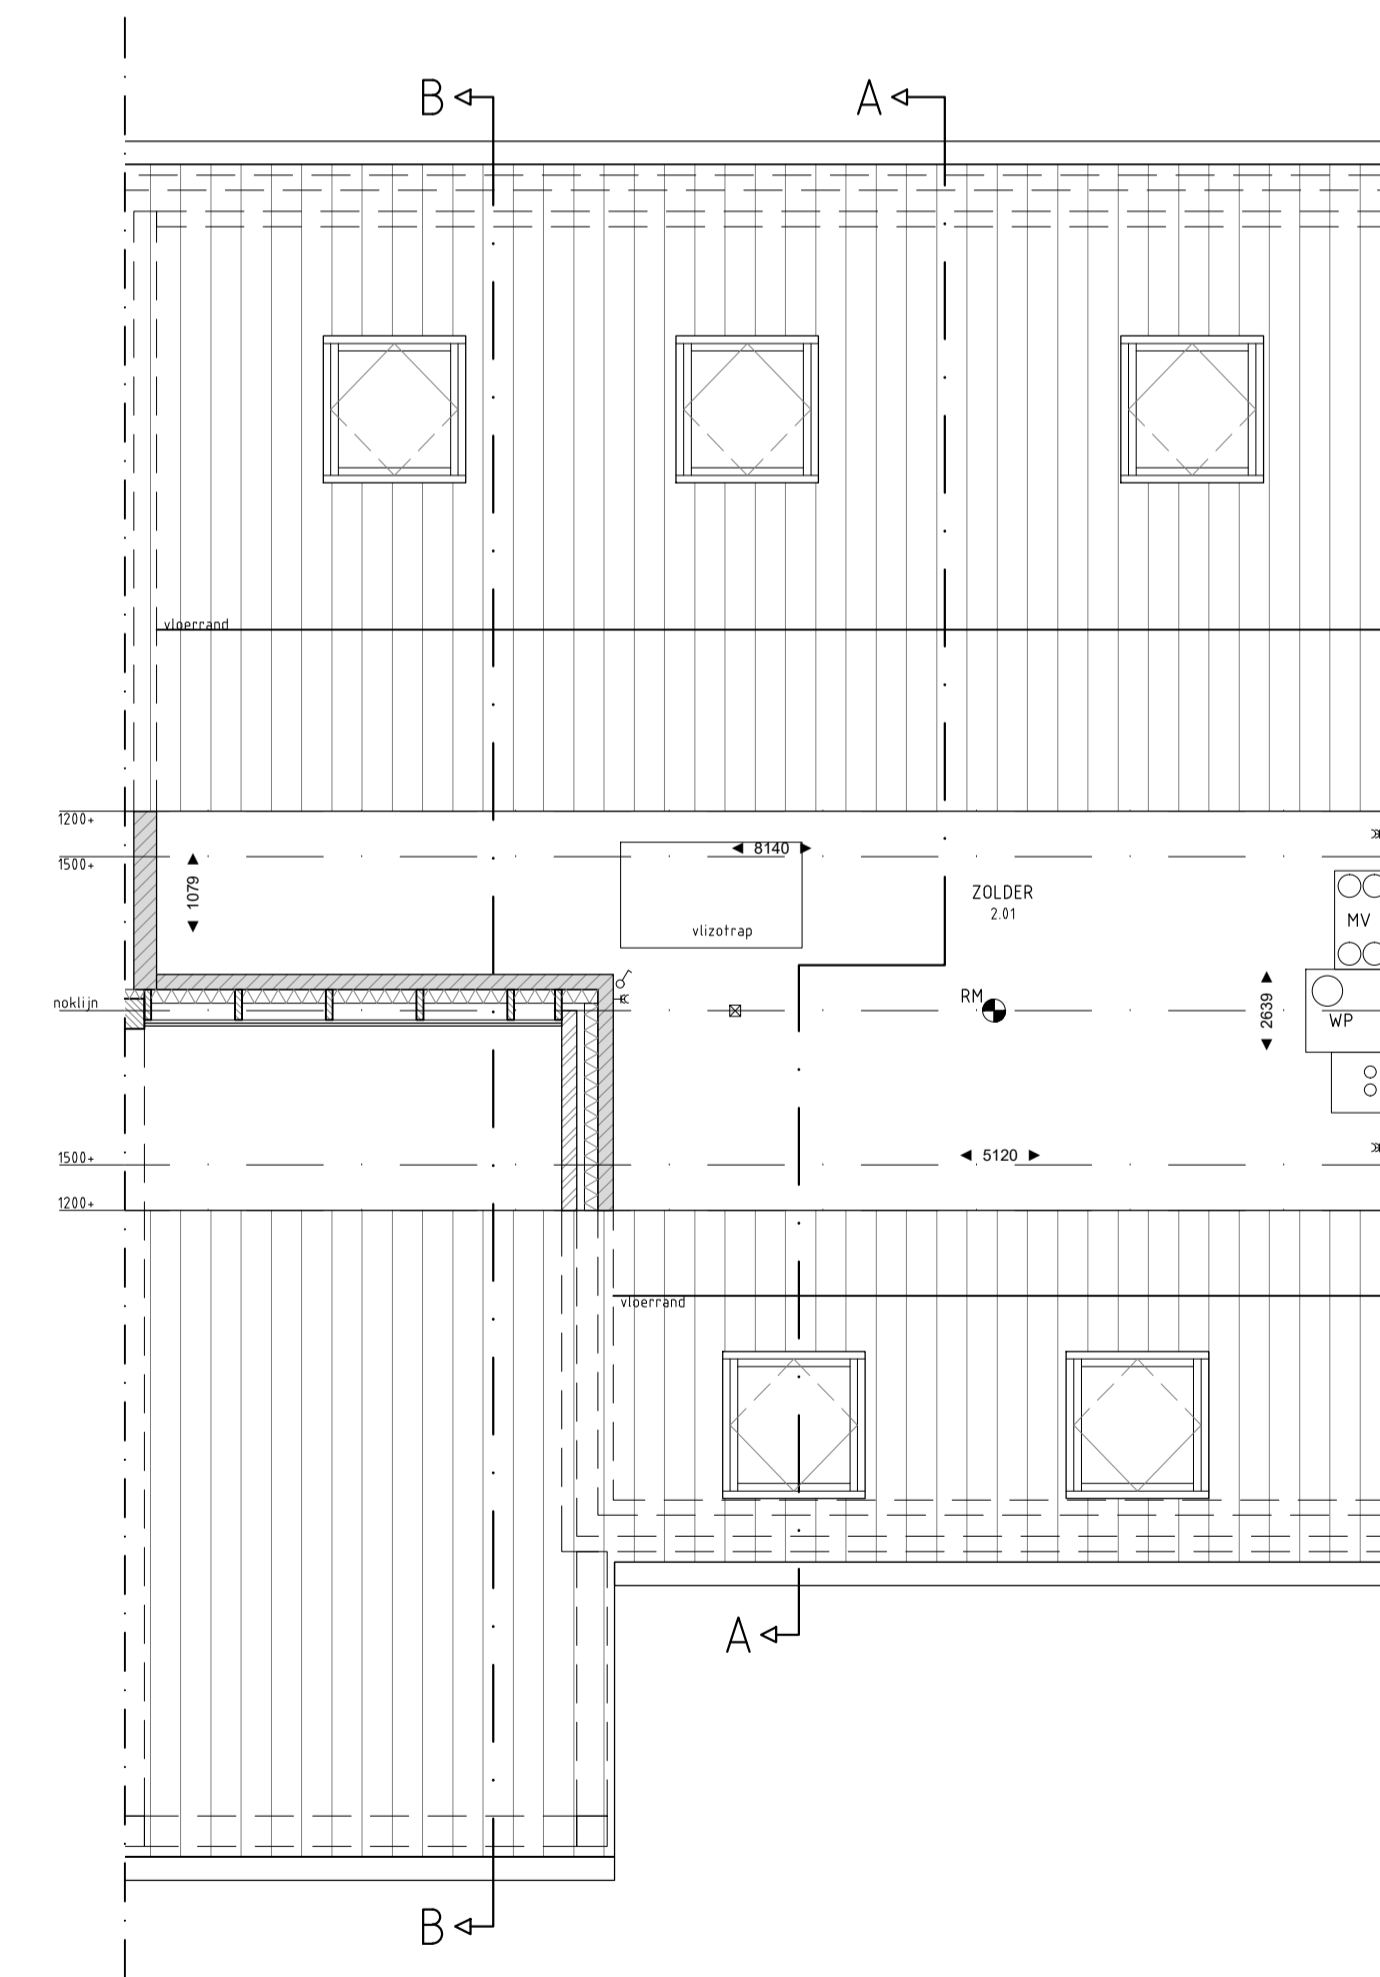 B
A
vloerrand
1200+
1500+
1079
8140
vlizotrap
ZOLDER
2.01
MV
noklijn
RM
2639
WP
1500+
5120
1200+
vloerrand
A
B